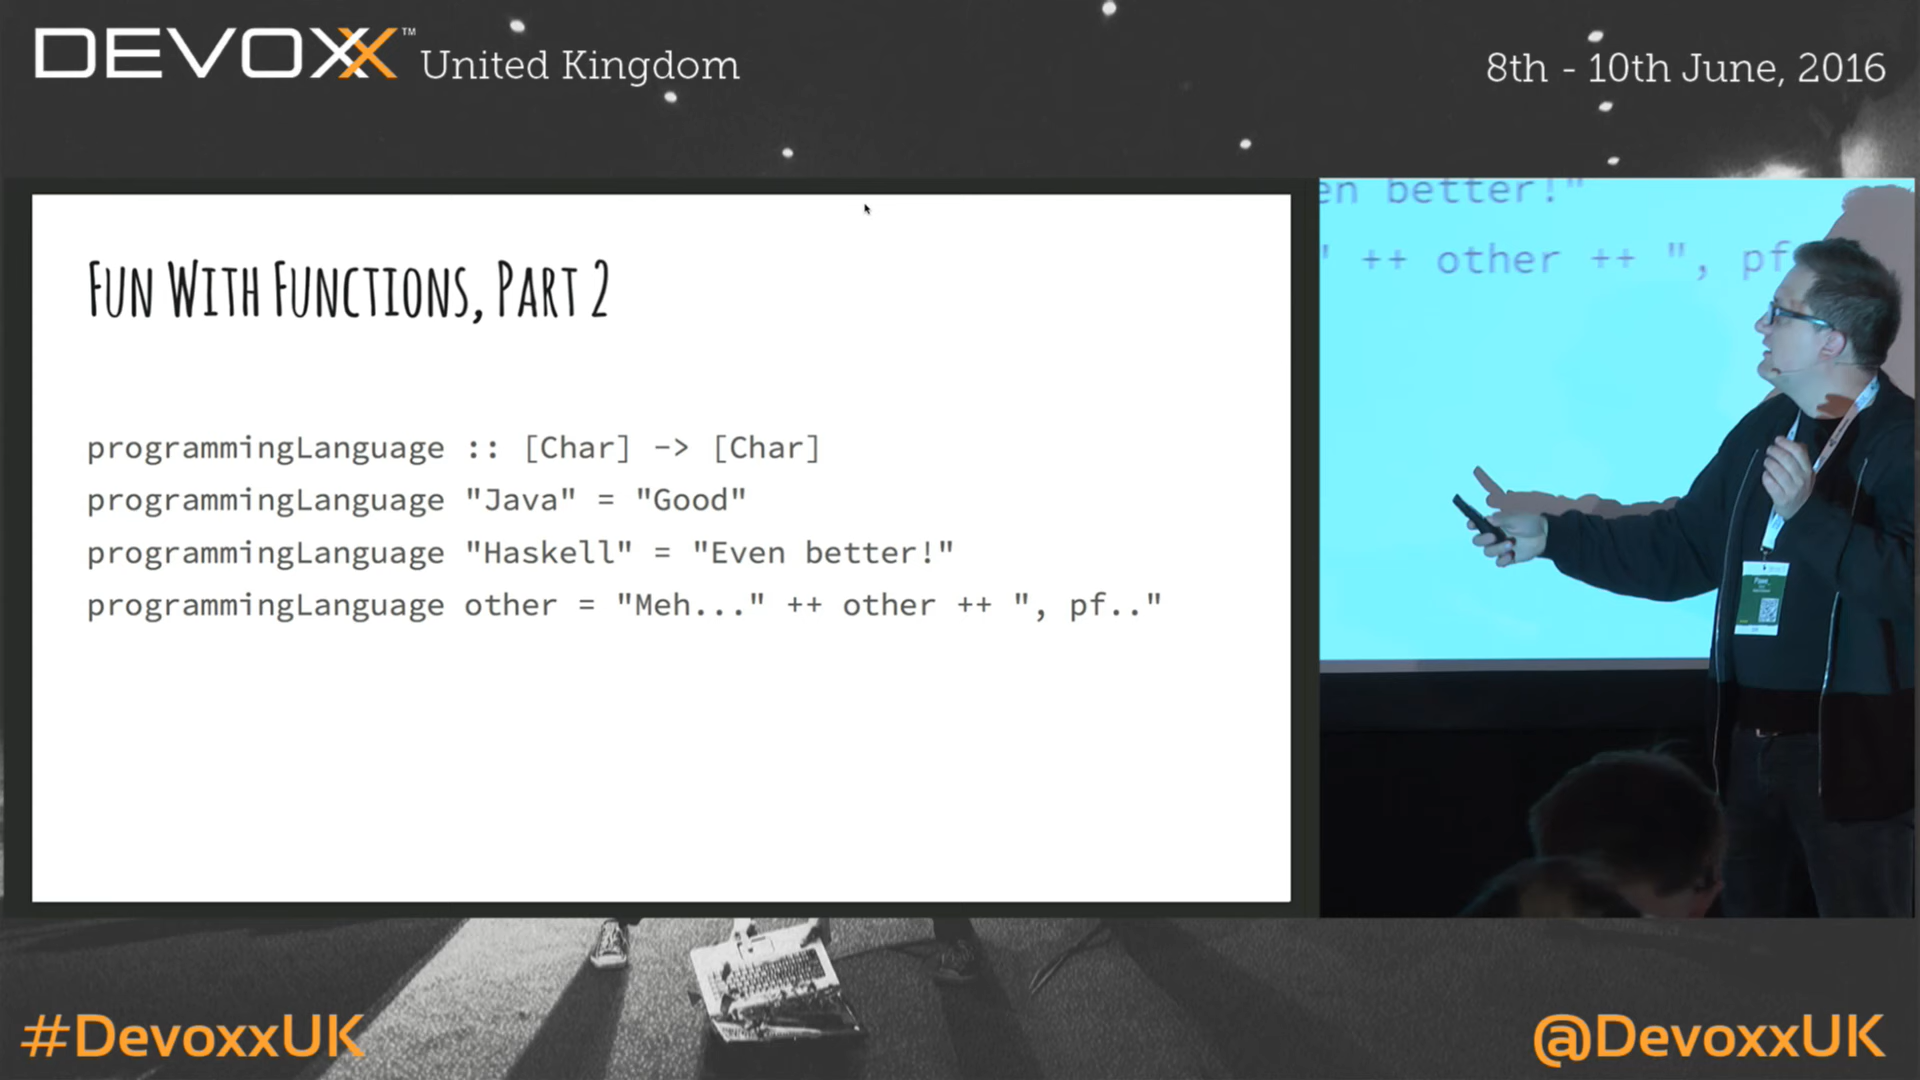 DEVOXX™ United Kingdom
8th - 10th June, 2016
FUN WITH FUNCTIONS, PART 2
programmingLanguage :: [Char] -> [Char]
programmingLanguage "Java" = "Good"
programmingLanguage "Haskell" = "Even better!"
programmingLanguage other = "Meh..." ++ other ++ ", pf.."
en better!"
" ++ other ++ ", pf
#DevoxxUK
@DevoxxUK